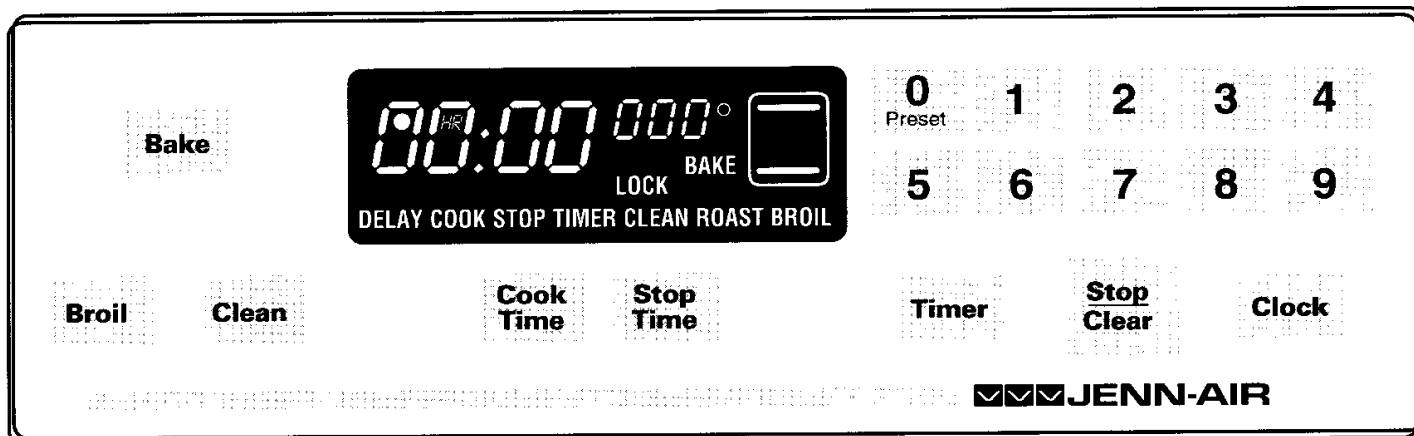 Bake
00:00 HR 000°
BAKE
LOCK
DELAY COOK STOP TIMER CLEAN ROAST BROIL
0 1 2 3 4
Preset
5 6 7 8 9
Broil
Clean
Cook
Time
Stop
Time
Timer
Stop
Clear
Clock
JENN-AIR